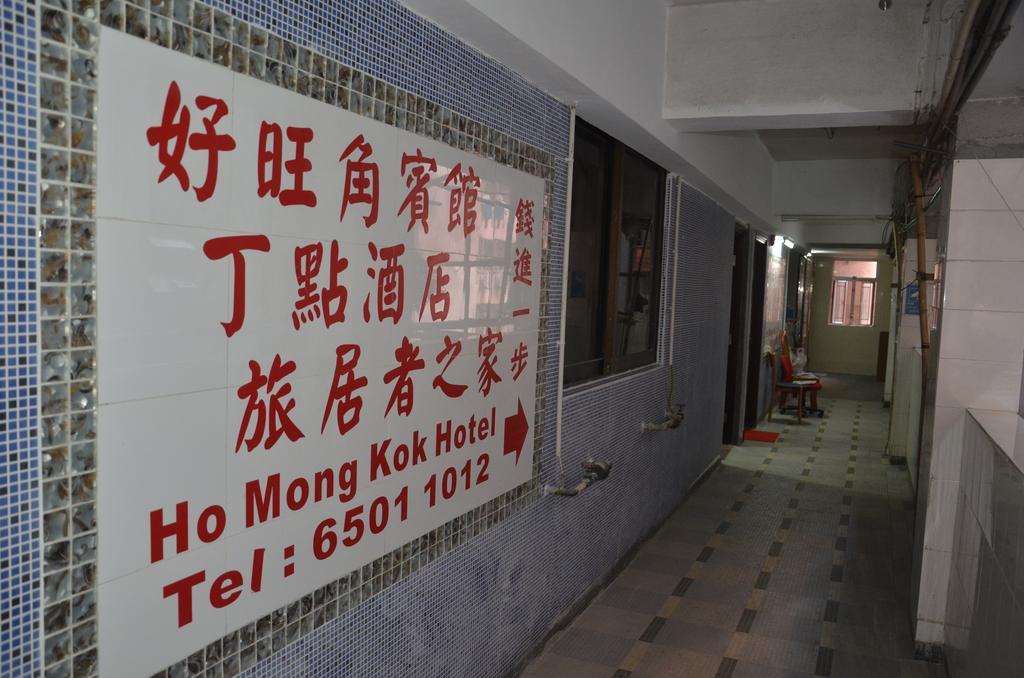 好旺角賓館
丁點酒店
旅居者之家
錢進一步
Ho Mong Kok Hotel
Tel : 6501 1012